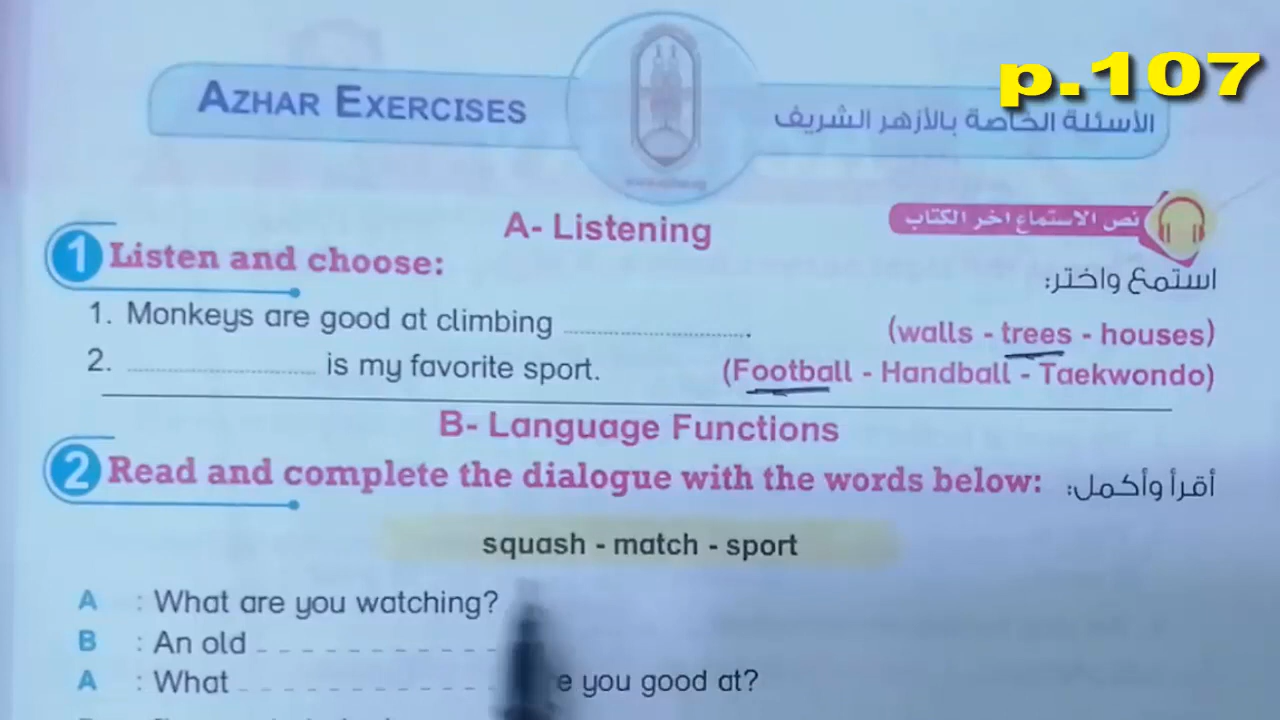 p.107
AZHAR EXERCISES
الأسئلة الخاصة بالأزهر الشريف
A- Listening
نص الاستماع اخر الكتاب
1 Listen and choose:
استمع واختر:
1. Monkeys are good at climbing .................... . (walls - trees - houses)
2. .................... is my favorite sport. (Football - Handball - Taekwondo)
B- Language Functions
2 Read and complete the dialogue with the words below:
أقرأ وأكمل:
squash - match - sport
A : What are you watching?
B : An old _ _ _ _ _ _ _ _ _
A : What _ _ _ _ _ _ _ _ _ e you good at?